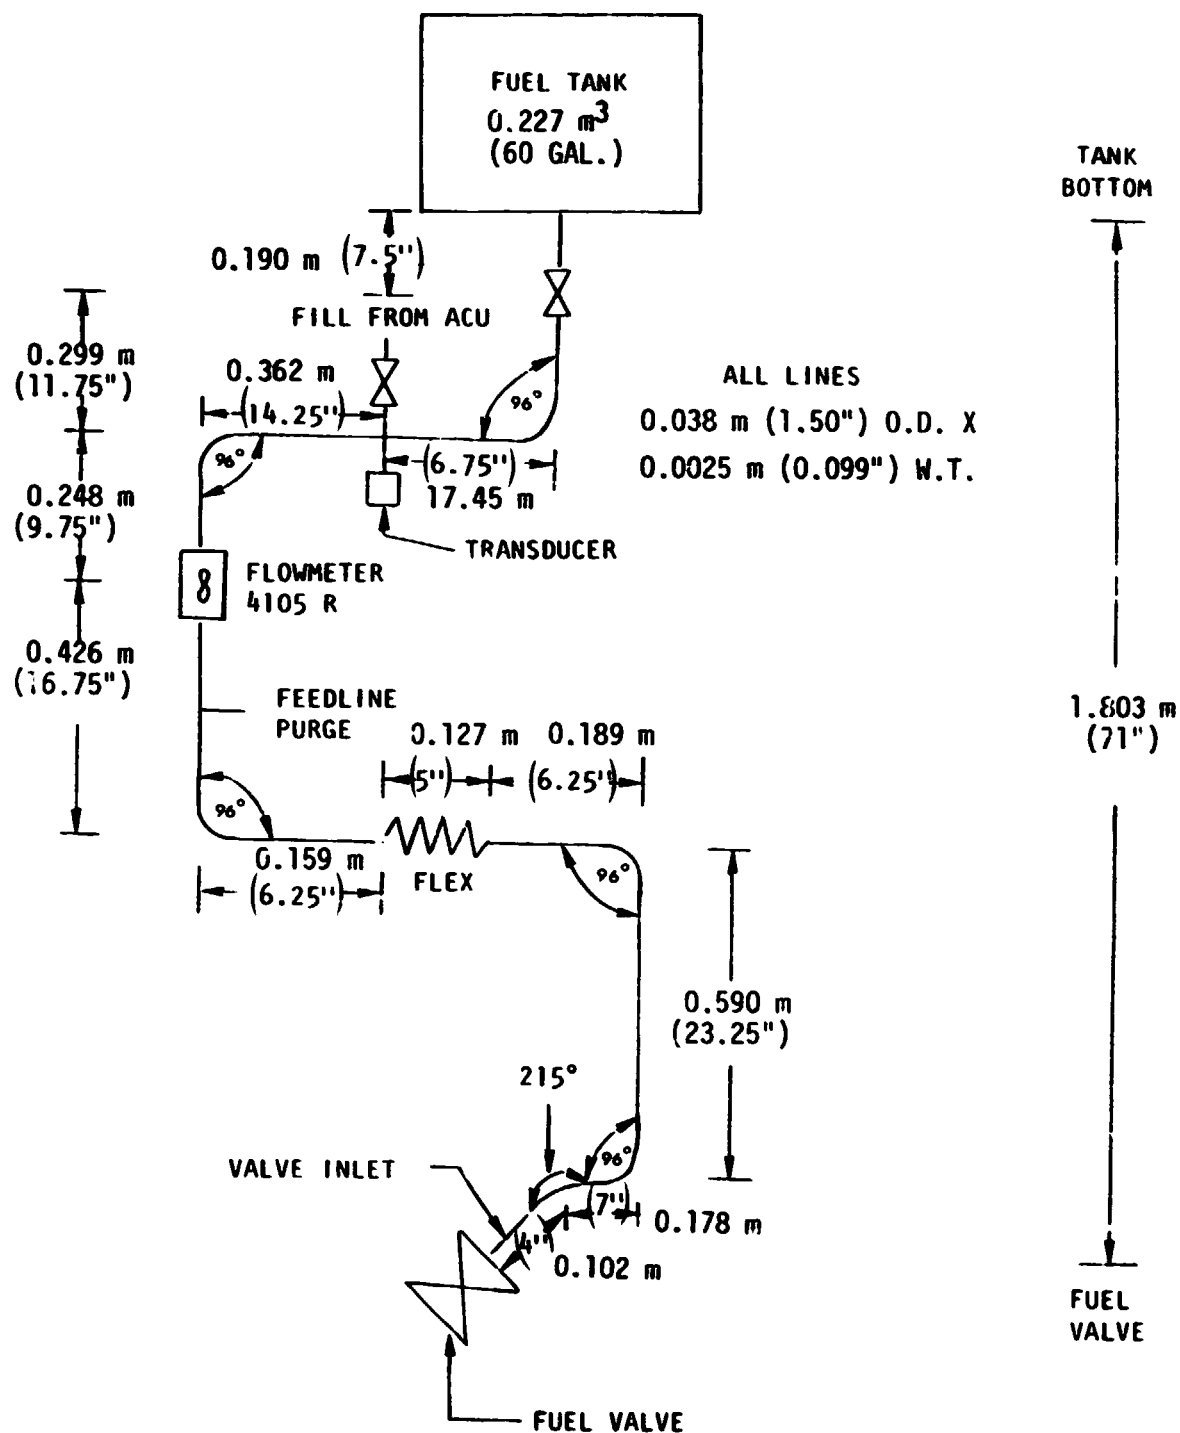 FUEL TANK
0.227 m³
(60 GAL.)
TANK
BOTTOM
0.190 m (7.5")
FILL FROM ACU
0.299 m
(11.75")
0.362 m
(14.25")
96°
ALL LINES
0.038 m (1.50") O.D. X
0.0025 m (0.099") W.T.
96°
(6.75")
17.45 m
0.248 m
(9.75")
TRANSDUCER
8
FLOWMETER
4105 R
0.426 m
(16.75")
FEEDLINE
PURGE
0.127 m 0.189 m
(5") (6.25")
1.803 m
(71")
96°
0.159 m
(6.25")
FLEX
96°
0.590 m
(23.25")
215°
96°
VALVE INLET
(7")
0.178 m
(4")
0.102 m
FUEL
VALVE
FUEL VALVE